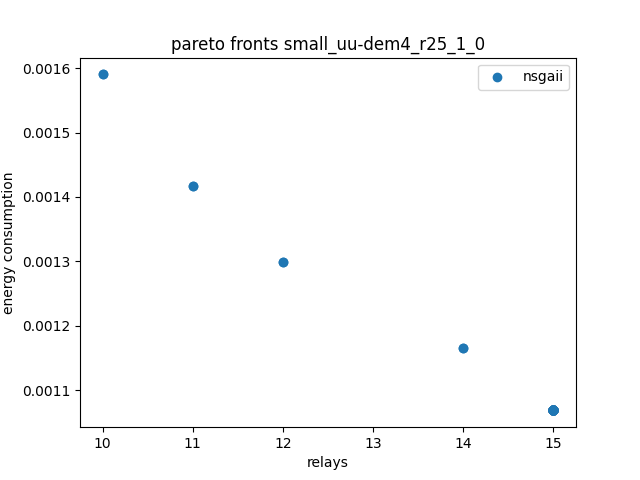 pareto fronts small_uu-dem4_r25_1_0
nsgaii
energy consumption
0.0016
0.0015
0.0014
0.0013
0.0012
0.0011
10 11 12 13 14 15
relays